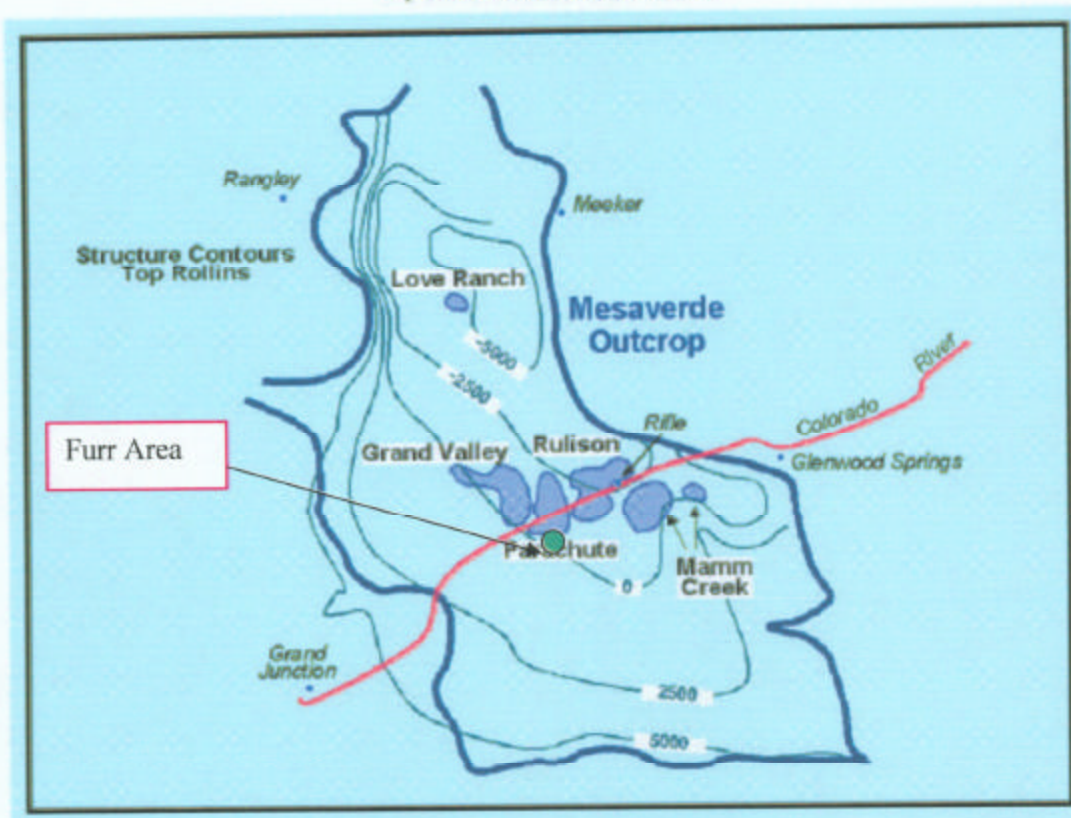 Rangley
Meeker
Structure Contours
Top Rollins
Love Ranch
Mesaverde
Outcrop
-5000
-2500
River
Colorado
Rifle
Furr Area
Grand Valley
Rulison
Glenwood Springs
Parachute
Mamm
Creek
0
Grand
Junction
2500
5000